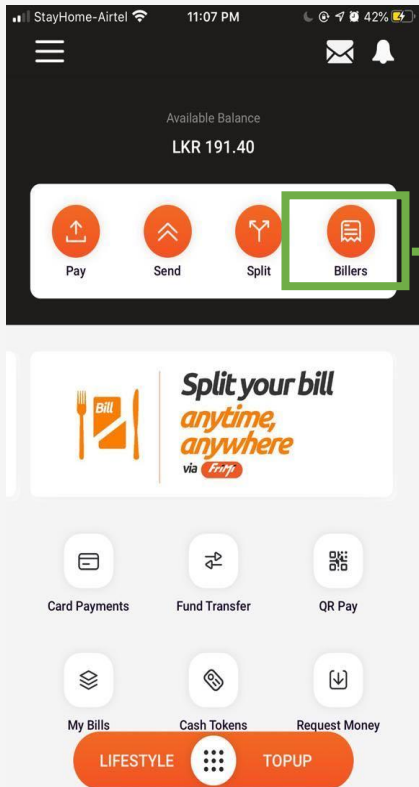 StayHome-Airtel 11:07 PM 42%
Available Balance
LKR 191.40
Pay Send Split Billers
Bill
Split your bill
anytime,
anywhere
via FriMi
Card Payments Fund Transfer QR Pay
My Bills Cash Tokens Request Money
LIFESTYLE TOPUP